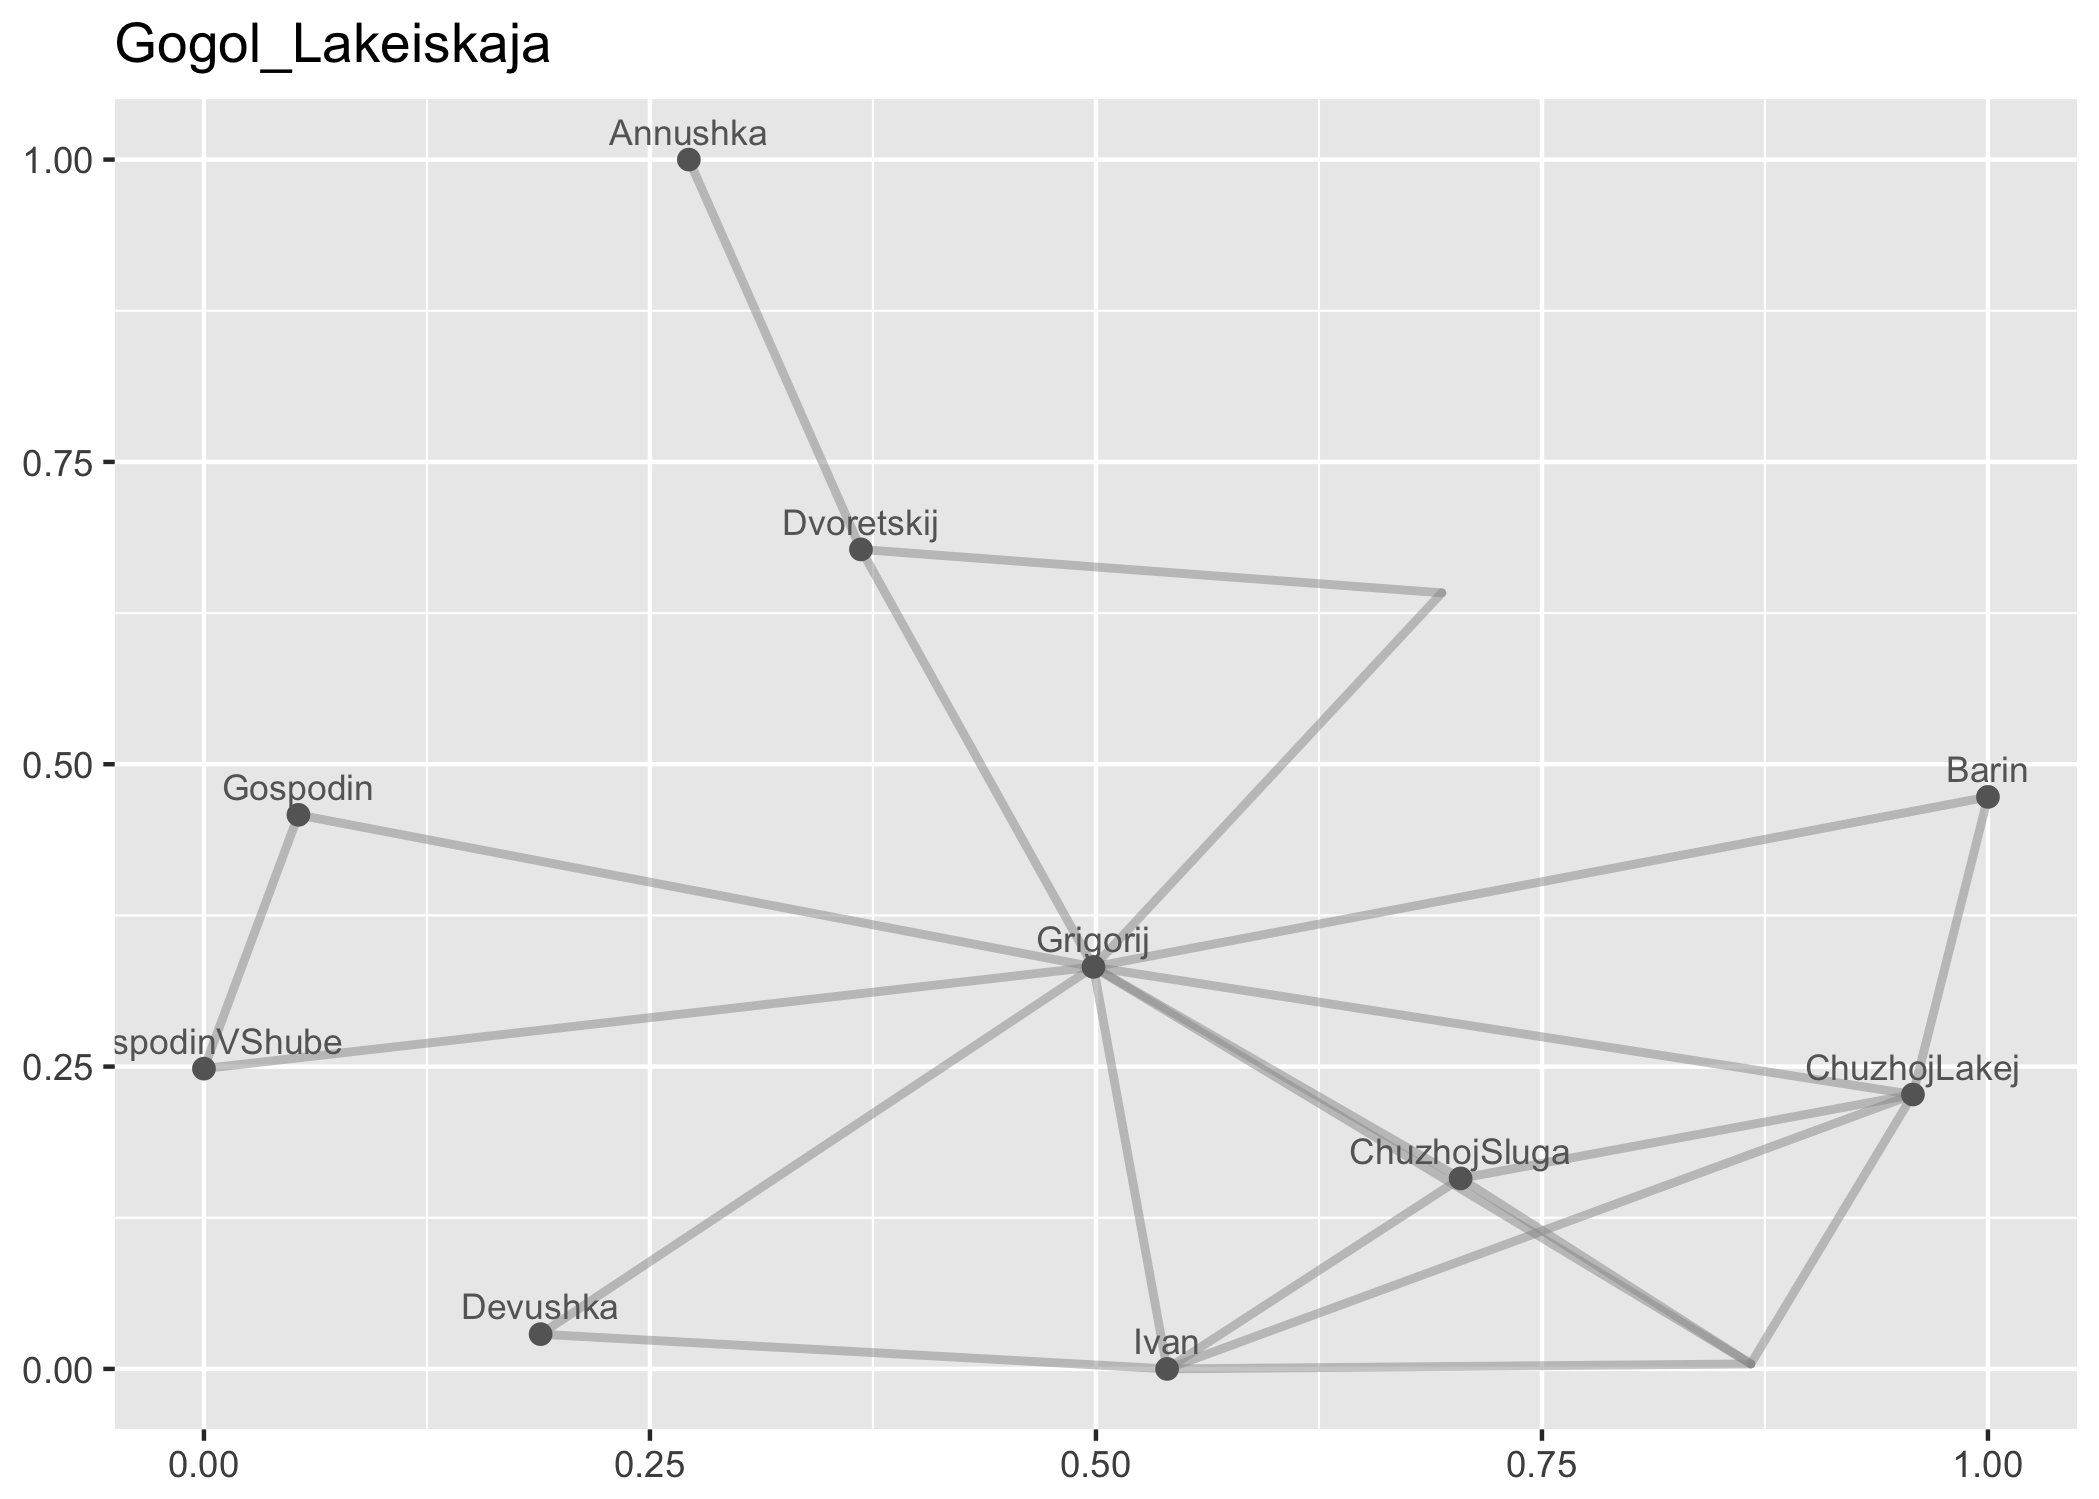 Gogol_Lakeiskaja
Annushka
1.00
Dvoretskij
0.75
Barin
0.50
Gospodin
Grigorij
spodinVShube
0.25
ChuzhojLakej
ChuzhojSluga
Devushka
Ivan
0.00
0.00 0.25 0.50 0.75 1.00